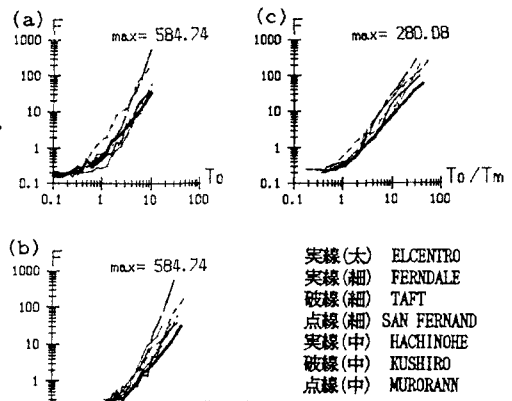 (a) F
max= 584.74
1000
100
10
1
0.1
0.1 1 10 100
To
(c) F
max= 280.08
1000
100
10
1
0.1
0.1 1 10 100
To/Tm
(b) F
max= 584.74
1000
100
10
1
実線(太) ELCENTRO
実線(細) FERNDALE
破線(細) TAFT
点線(細) SAN FERNAND
実線(中) HACHINOHE
破線(中) KUSHIRO
点線(中) MURORANN